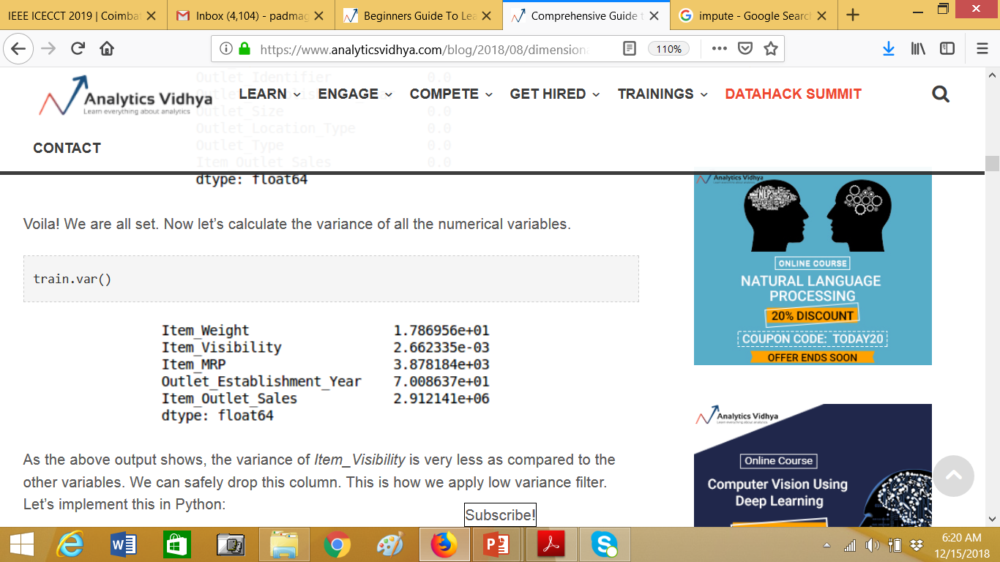 IEEE ICECCT 2019 | Coimba
Inbox (4,104) - padmag
Beginners Guide To Lea
Comprehensive Guide t
impute - Google Searc
https://www.analyticsvidhya.com/blog/2018/08/dimension
110%
Outlet_Identifier 0.0
Analytics Vidhya
Learn everything about analytics
LEARN
ENGAGE
COMPETE
GET HIRED
TRAININGS
DATAHACK SUMMIT
Outlet_Size 0.0
Outlet_Location_Type 0.0
Outlet_Type 0.0
CONTACT
Item_Outlet_Sales 0.0
dtype: float64
Voila! We are all set. Now let's calculate the variance of all the numerical variables.
train.var()
Item_Weight 1.786956e+01
Item_Visibility 2.662335e-03
Item_MRP 3.878184e+03
Outlet_Establishment_Year 7.008637e+01
Item_Outlet_Sales 2.912141e+06
dtype: float64
As the above output shows, the variance of Item_Visibility is very less as compared to the
other variables. We can safely drop this column. This is how we apply low variance filter.
Let's implement this in Python:
Subscribe!
Analytics Vidhya
NLP
ONLINE COURSE
NATURAL LANGUAGE
PROCESSING
20% DISCOUNT
COUPON CODE: TODAY20
OFFER ENDS SOON
Analytics Vidhya
Learn everything about analytics
Online Course
Computer Vision Using
Deep Learning
6:20 AM
12/15/2018